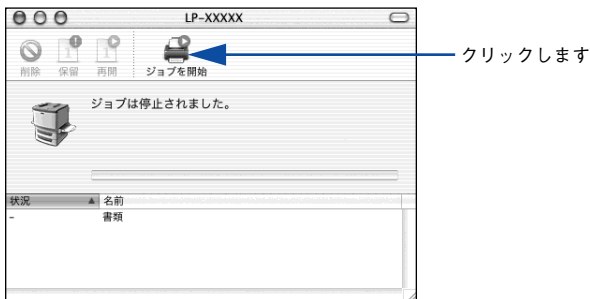 LP-XXXXX
削除 保留 再開 ジョブを開始
クリックします
ジョブは停止されました。
状況 名前
- 書類